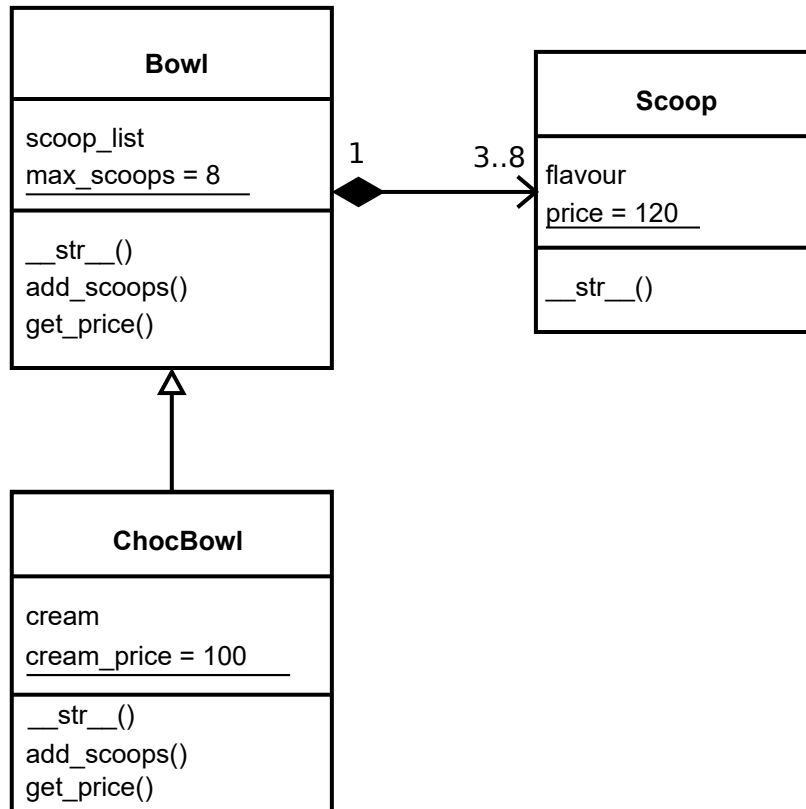 Bowl
scoop_list
max_scoops = 8
__str__()
add_scoops()
get_price()
1
3..8
Scoop
flavour
price = 120
__str__()
ChocBowl
cream
cream_price = 100
__str__()
add_scoops()
get_price()